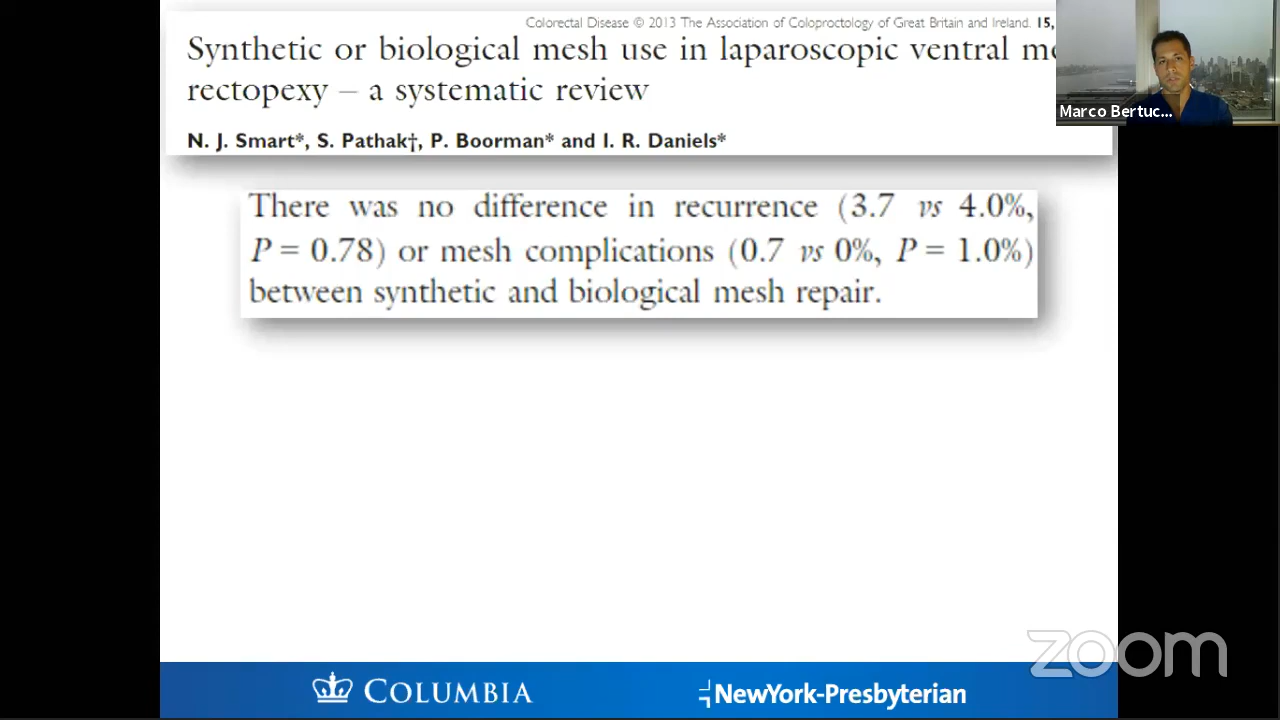 Colorectal Disease © 2013 The Association of Coloproctology of Great Britain and Ireland. 15,
Synthetic or biological mesh use in laparoscopic ventral me
rectopexy – a systematic review
N. J. Smart*, S. Pathak†, P. Boorman* and I. R. Daniels*
Marco Bertuc...
There was no difference in recurrence (3.7 vs 4.0%,
P = 0.78) or mesh complications (0.7 vs 0%, P = 1.0%)
between synthetic and biological mesh repair.
zoom
COLUMBIA
NewYork-Presbyterian